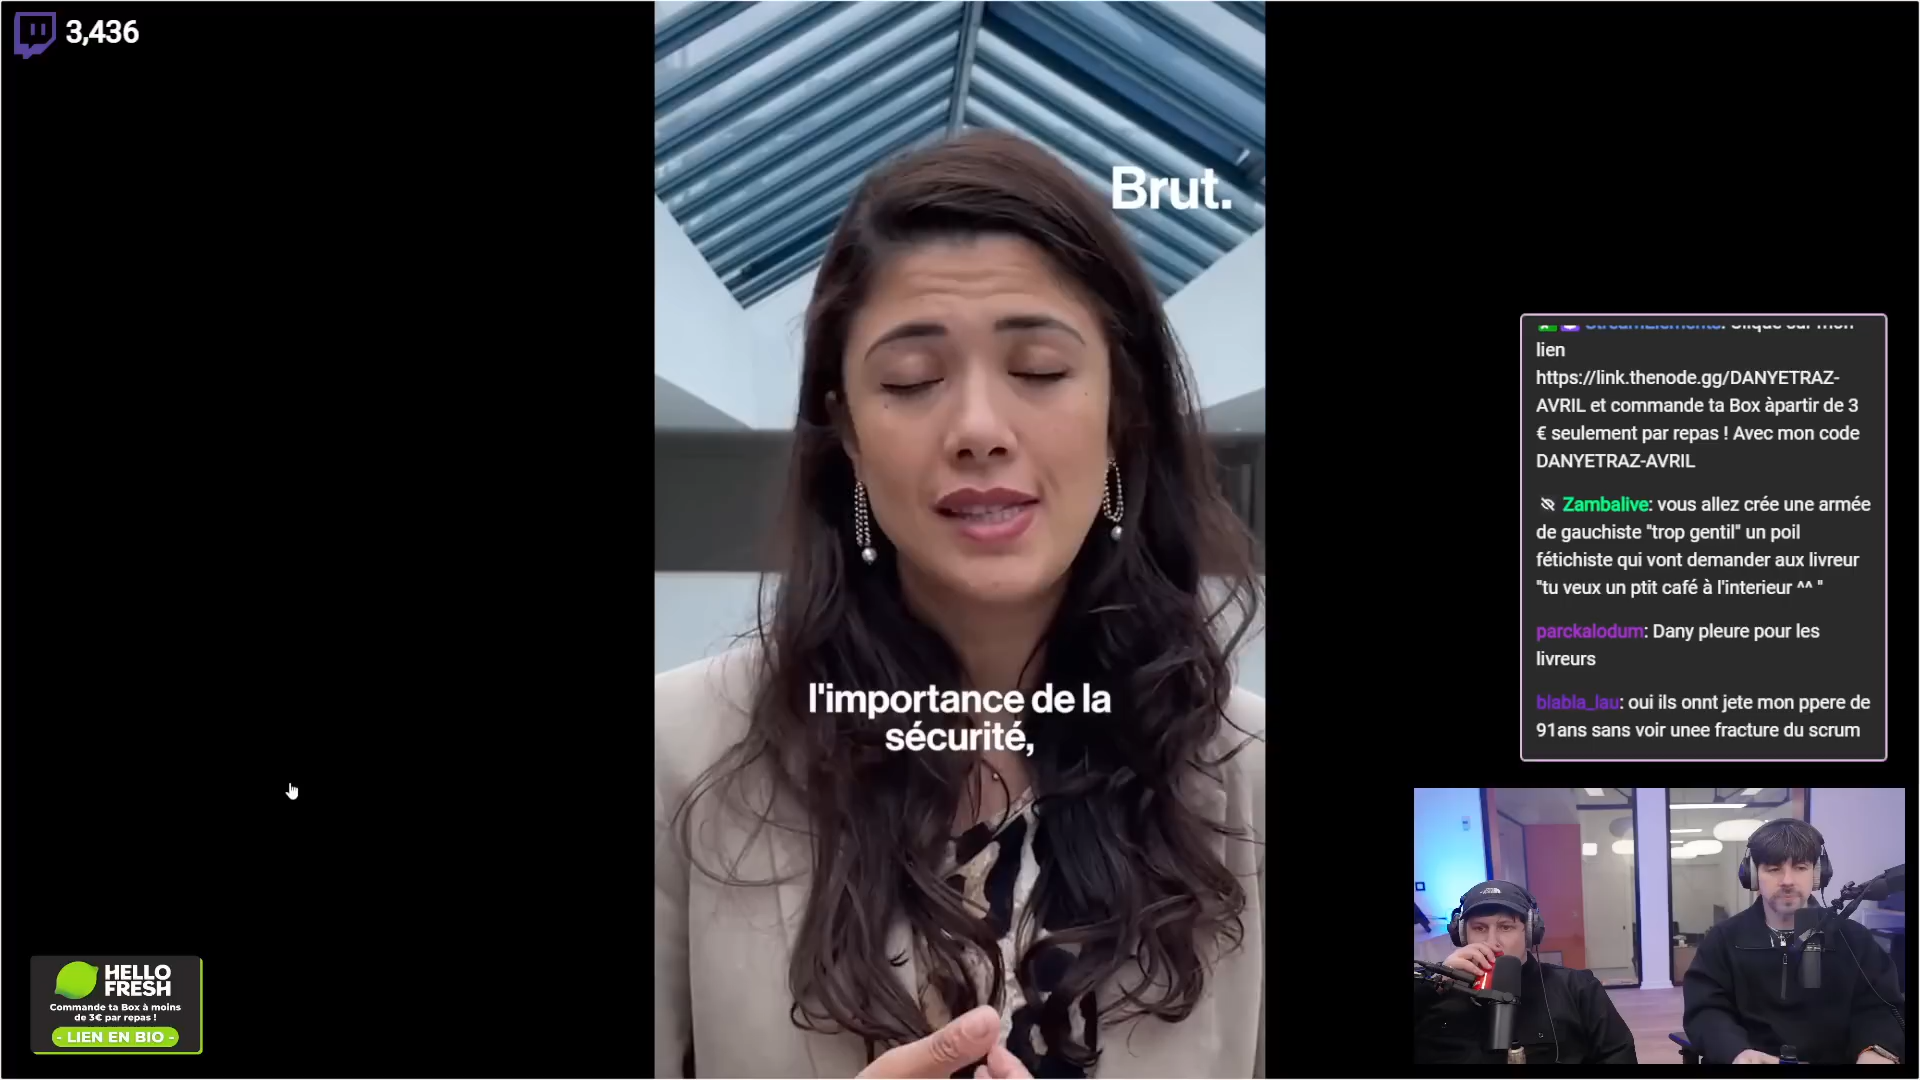 3,436
Brut.
l'importance de la
sécurité,
StreamElements: Clique sur mon
lien
https://link.thenode.gg/DANYETRAZ-
AVRIL et commande ta Box àpartir de 3
€ seulement par repas ! Avec mon code
DANYETRAZ-AVRIL
Zambalive: vous allez crée une armée
de gauchiste "trop gentil" un poil
fétichiste qui vont demander aux livreur
"tu veux un ptit café à l'interieur ^^ "
parckalodum: Dany pleure pour les
livreurs
blabla_lau: oui ils onnt jete mon ppere de
91ans sans voir unee fracture du scrum
HELLO
FRESH
Commande ta Box à moins
de 3€ par repas !
- LIEN EN BIO -